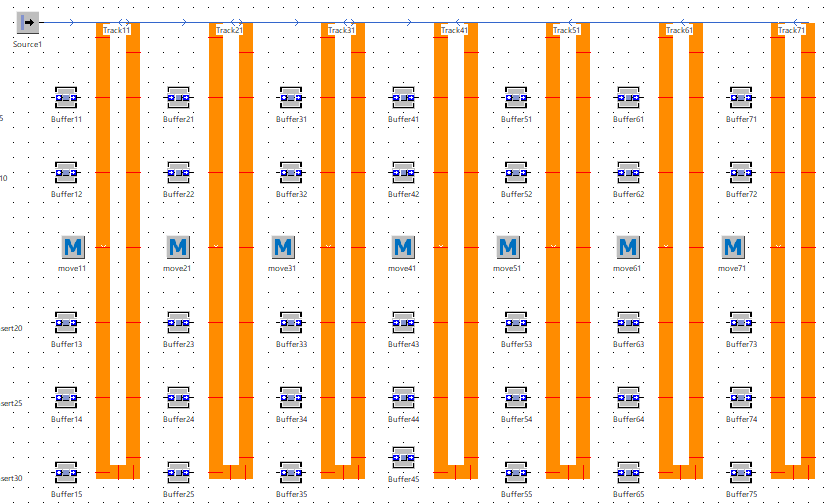 Track11 Track21 Track31 Track41 Track51 Track61 Track71
Source1
5 Buffer11 Buffer21 Buffer31 Buffer41 Buffer51 Buffer61 Buffer71
10
Buffer12 Buffer22 Buffer32 Buffer42 Buffer52 Buffer62 Buffer72
M M M M M M M
move11 move21 move31 move41 move51 move61 move71
sert20
Buffer13 Buffer23 Buffer33 Buffer43 Buffer53 Buffer63 Buffer73
sert25
Buffer14 Buffer24 Buffer34 Buffer44 Buffer54 Buffer64 Buffer74
sert30 Buffer45
Buffer15 Buffer25 Buffer35 Buffer55 Buffer65 Buffer75